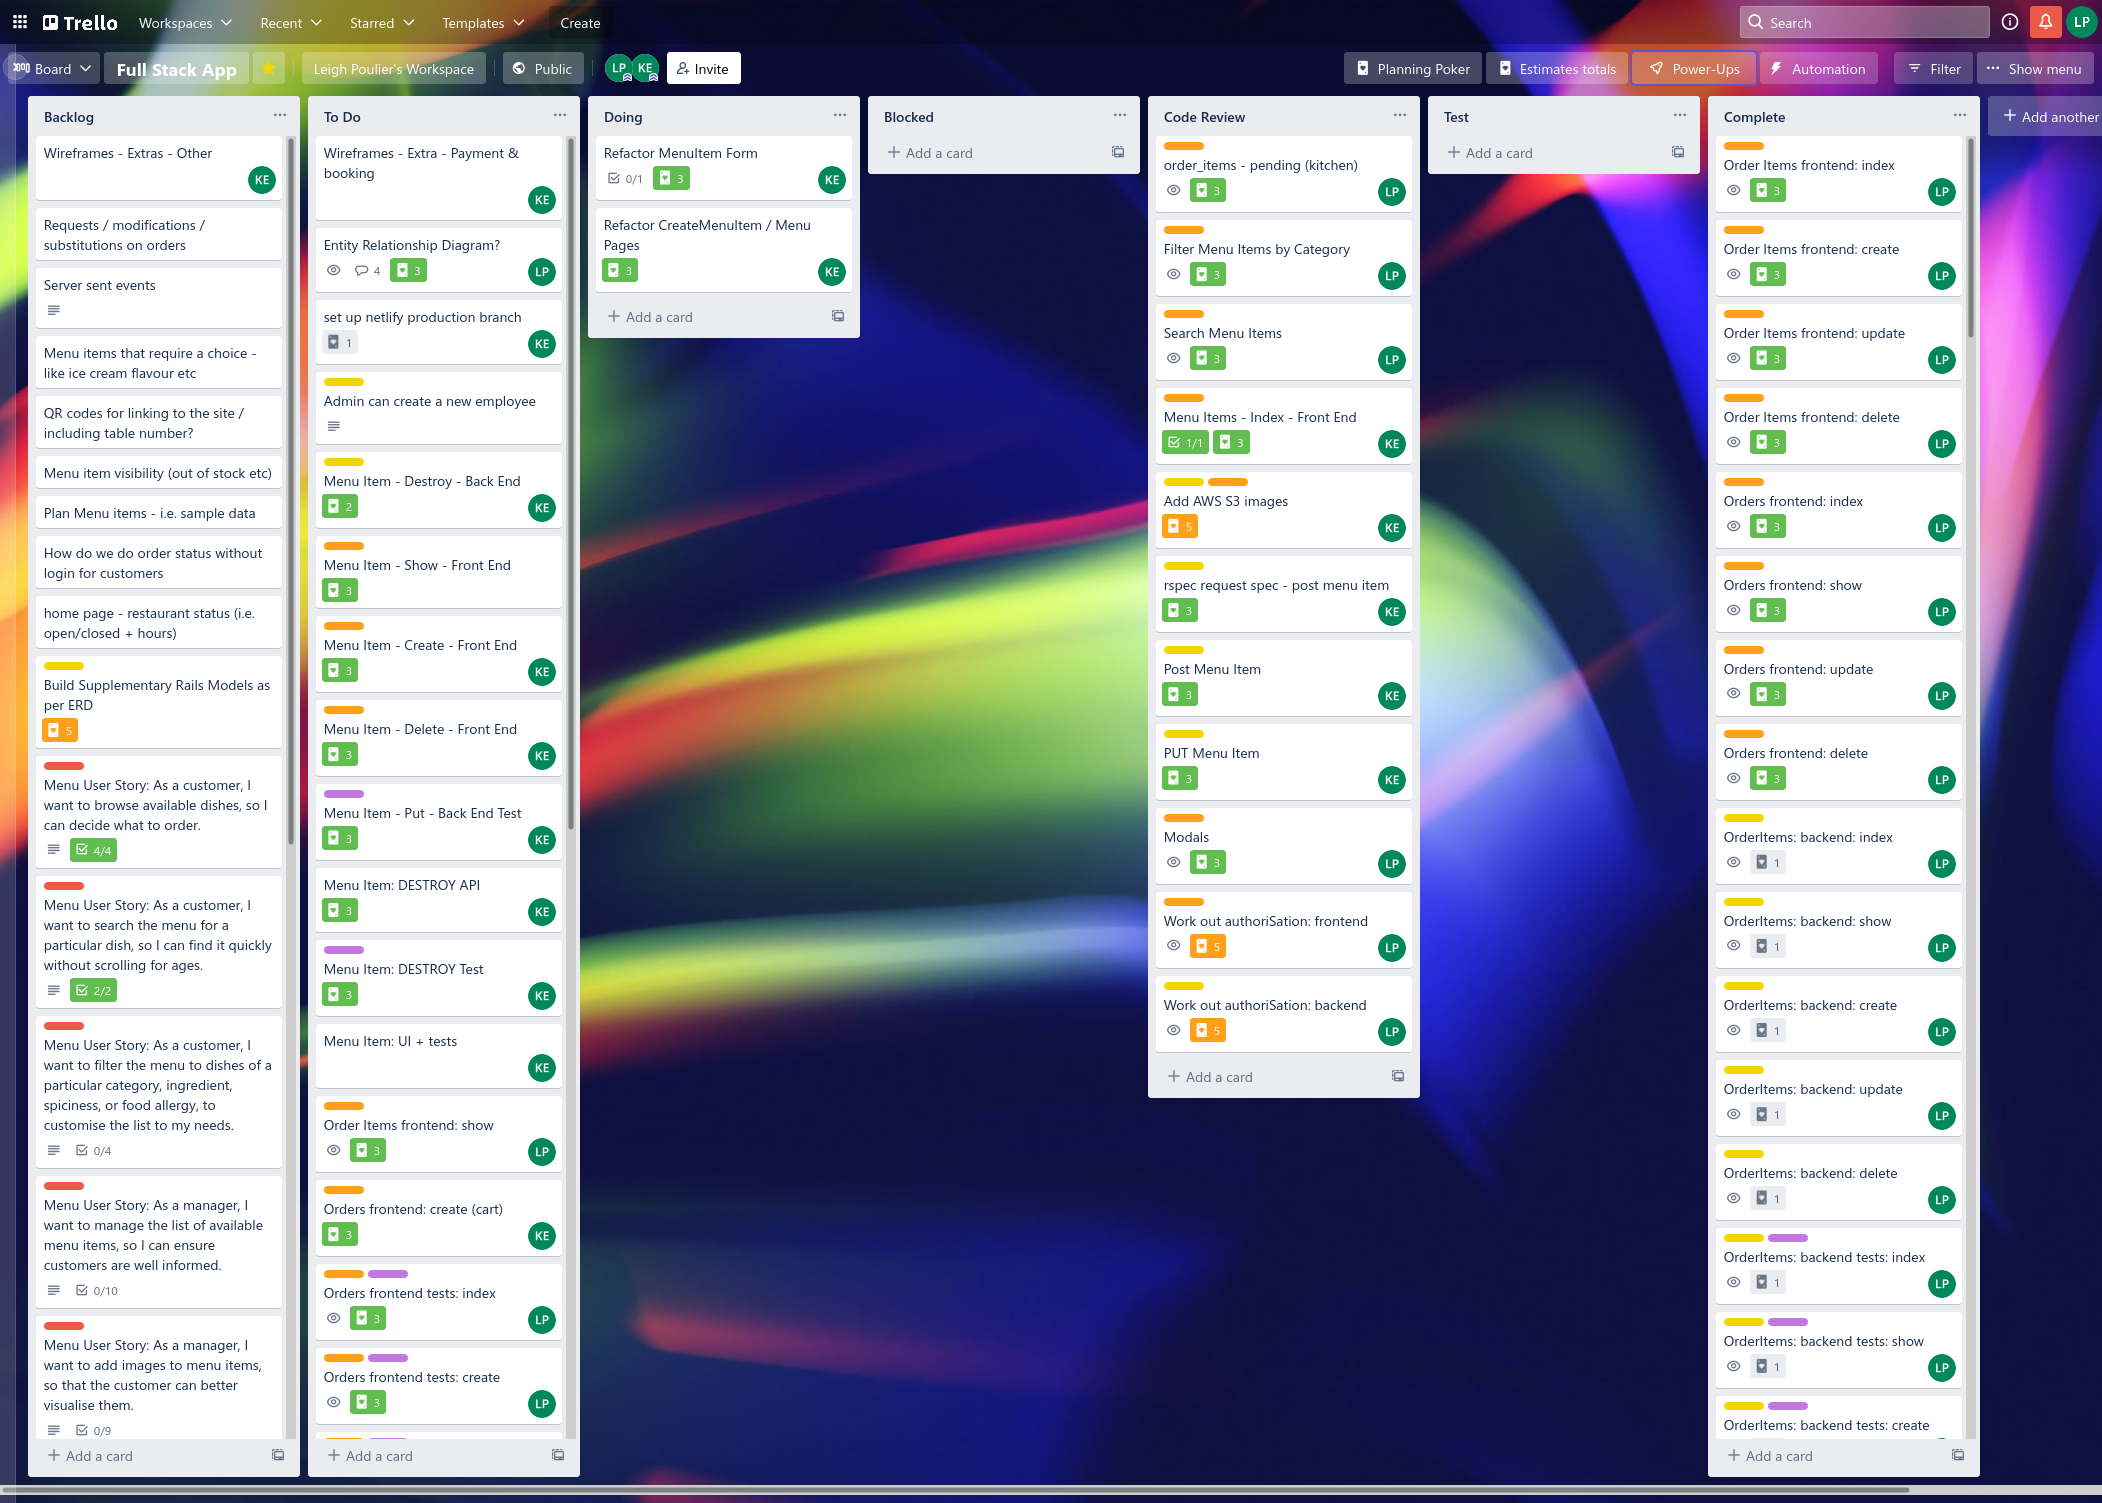 Trello
Workspaces
Recent
Starred
Templates
Create
Search
LP
Board
Full Stack App
Leigh Poulier's Workspace
Public
LP
KE
Invite
Planning Poker
Estimates totals
Power-Ups
Automation
Filter
Show menu
Backlog
Wireframes - Extras - Other
KE
Requests / modifications /
substitutions on orders
Server sent events
Menu items that require a choice -
like ice cream flavour etc
QR codes for linking to the site /
including table number?
Menu item visibility (out of stock etc)
Plan Menu items - i.e. sample data
How do we do order status without
login for customers
home page - restaurant status (i.e.
open/closed + hours)
Build Supplementary Rails Models as
per ERD
5
Menu User Story: As a customer, I
want to browse available dishes, so I
can decide what to order.
4/4
Menu User Story: As a customer, I
want to search the menu for a
particular dish, so I can find it quickly
without scrolling for ages.
2/2
Menu User Story: As a customer, I
want to filter the menu to dishes of a
particular category, ingredient,
spiciness, or food allergy, to
customise the list to my needs.
0/4
Menu User Story: As a manager, I
want to manage the list of available
menu items, so I can ensure
customers are well informed.
0/10
Menu User Story: As a manager, I
want to add images to menu items,
so that the customer can better
visualise them.
0/9
+ Add a card
To Do
Wireframes - Extra - Payment &
booking
KE
Entity Relationship Diagram?
4 3 LP
set up netlify production branch
1 KE
Admin can create a new employee
Menu Item - Destroy - Back End
2 KE
Menu Item - Show - Front End
3
Menu Item - Create - Front End
3 KE
Menu Item - Delete - Front End
3 KE
Menu Item - Put - Back End Test
3 KE
Menu Item: DESTROY API
3 KE
Menu Item: DESTROY Test
3 KE
Menu Item: UI + tests
KE
Order Items frontend: show
3 LP
Orders frontend: create (cart)
3 KE
Orders frontend tests: index
3 LP
Orders frontend tests: create
3 LP
+ Add a card
Doing
Refactor MenuItem Form
0/1 3 KE
Refactor CreateMenuItem / Menu
Pages
3 KE
+ Add a card
Blocked
+ Add a card
Code Review
order_items - pending (kitchen)
3 LP
Filter Menu Items by Category
3 LP
Search Menu Items
3 LP
Menu Items - Index - Front End
1/1 3 KE
Add AWS S3 images
5 KE
rspec request spec - post menu item
3 KE
Post Menu Item
3 KE
PUT Menu Item
3 KE
Modals
3 LP
Work out authoriSation: frontend
5 LP
Work out authoriSation: backend
5 LP
+ Add a card
Test
+ Add a card
Complete
Order Items frontend: index
3 LP
Order Items frontend: create
3 LP
Order Items frontend: update
3 LP
Order Items frontend: delete
3 LP
Orders frontend: index
3 LP
Orders frontend: show
3 LP
Orders frontend: update
3 LP
Orders frontend: delete
3 LP
OrderItems: backend: index
1 LP
OrderItems: backend: show
1 LP
OrderItems: backend: create
1 LP
OrderItems: backend: update
1 LP
OrderItems: backend: delete
1 LP
OrderItems: backend tests: index
1 LP
OrderItems: backend tests: show
1 LP
OrderItems: backend tests: create
+ Add a card
+ Add another